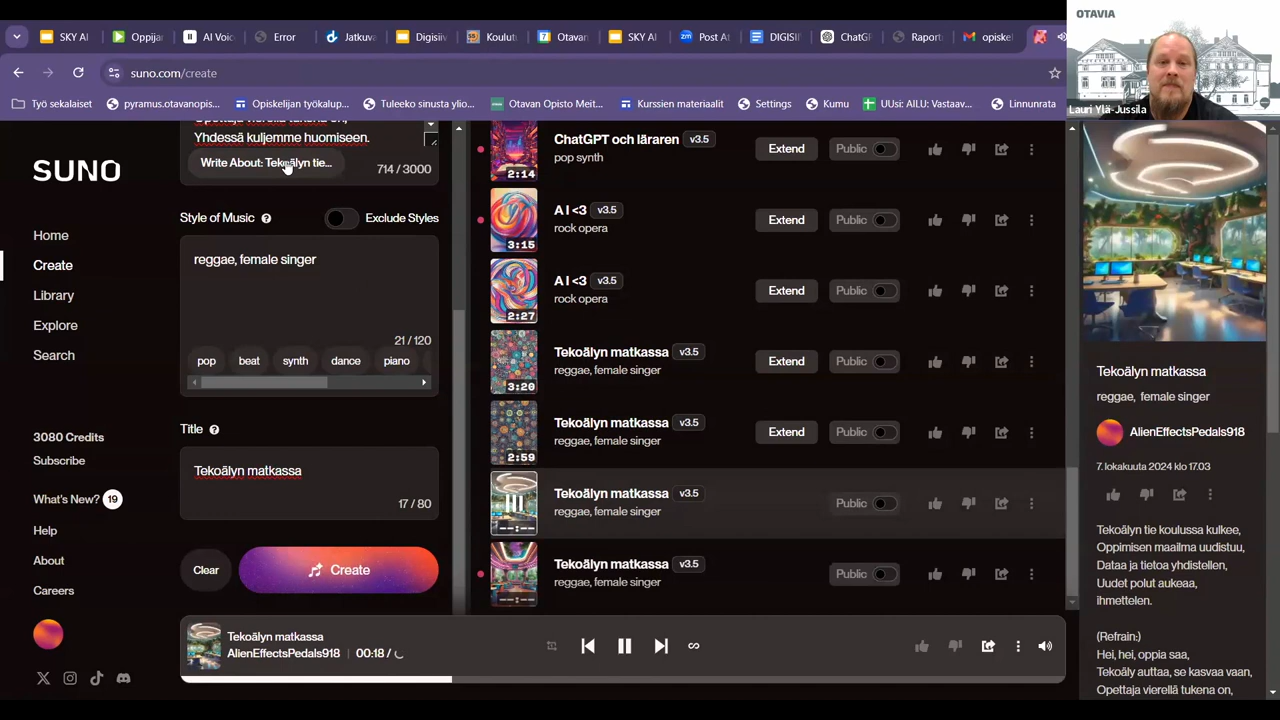 SKY AI
Oppijar
AI Voic
Error
Jatkuv
Digisiiv
Koulut
Otavan
SKY AI
Post At
DIGISIF
ChatGP
Raport
opiskel
suno.com/create
Työ sekalaiset
pyramus.otavanopis...
Opiskelijan työkalup...
Tuleeko sinusta ylio...
Otavan Opisto Meit...
Kurssien materiaalit
Setirgs
Kumu
UUSI AILU: Vastaav...
Linnunrata
OTAVIA
Lauri Ylä-Jussila
SUNO
Home
Create
Library
Explore
Search
3080 Credits
Subscribe
What's New? 19
Help
About
Careers
Yhdessä kuljemme huomiseen.
Write About: Tekoälyn tie...
714 / 3000
Style of Music
Exclude Styles
reggae, female singer
21 / 120
pop
beat
synth
dance
piano
Title
Tekoälyn matkassa
17 / 80
Clear
Create
ChatGPT och läraren v3.5
pop synth
2:14
Extend
Public
A I <3 v3.5
rock opera
3:15
Extend
Public
A I <3 v3.5
rock opera
2:27
Extend
Public
Tekoälyn matkassa v3.5
reggae, female singer
3:20
Extend
Public
Tekoälyn matkassa v3.5
reggae, female singer
2:59
Extend
Public
Tekoälyn matkassa v3.5
reggae, female singer
--:--
Public
Tekoälyn matkassa v3.5
reggae, female singer
--:--
Public
Tekoälyn matkassa
AlienEffectsPedals918
00:18 /
Tekoälyn matkassa
reggae, female singer
AlienEffectsPedals918
7. lokakuuta 2024 klo 17.03
Tekoälyn tie koulussa kulkee,
Oppimisen maailma uudistuu,
Dataa ja tietoa yhdistellen,
Uudet polut aukeaa,
ihmetellen.
(Refrain:)
Hei, hei, oppia saa,
Tekoäly auttaa, se kasvaa vaan,
Opettaja vierellä tukena on,